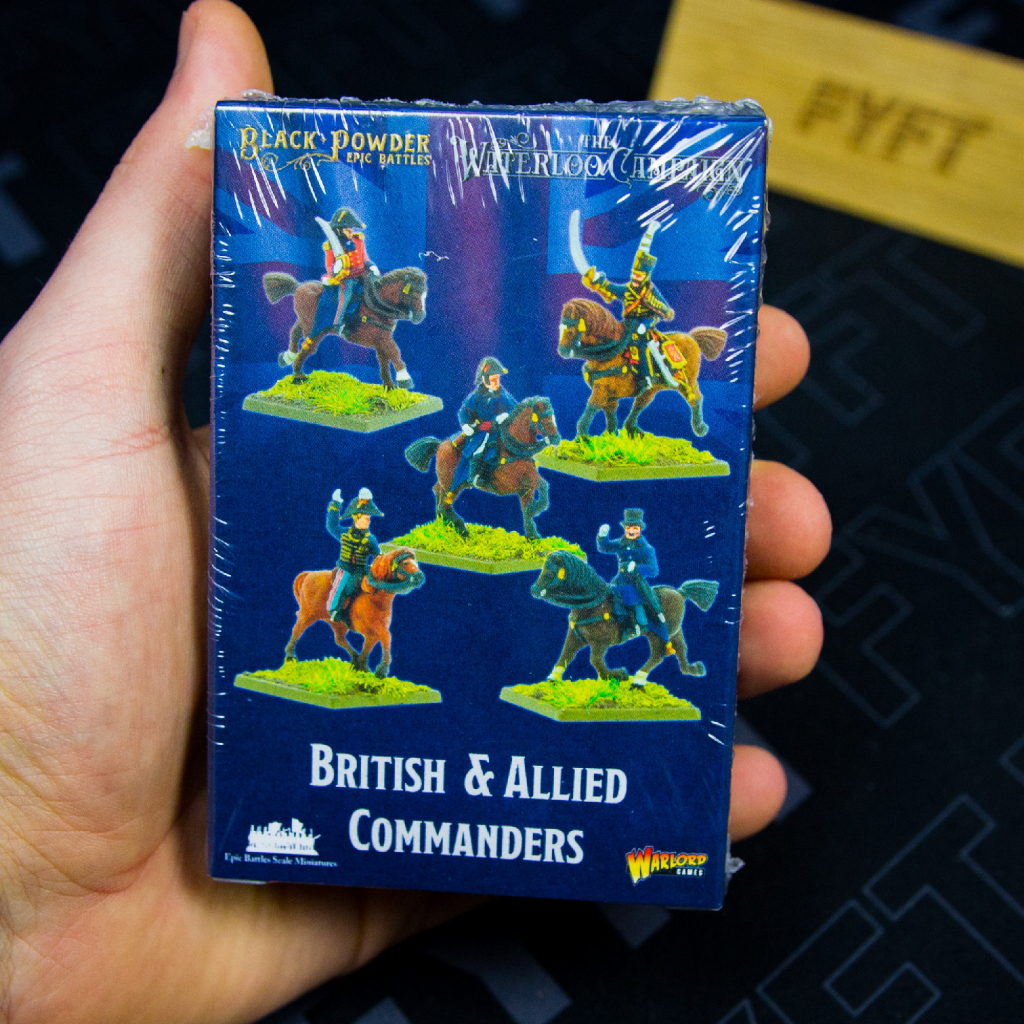 BLACK POWDER
EPIC BATTLES
THE
WATERLOO CAMPAIGN
BRITISH & ALLIED
COMMANDERS
Epic Battles Scale Miniatures
WARLORD
GAMES
FYFT